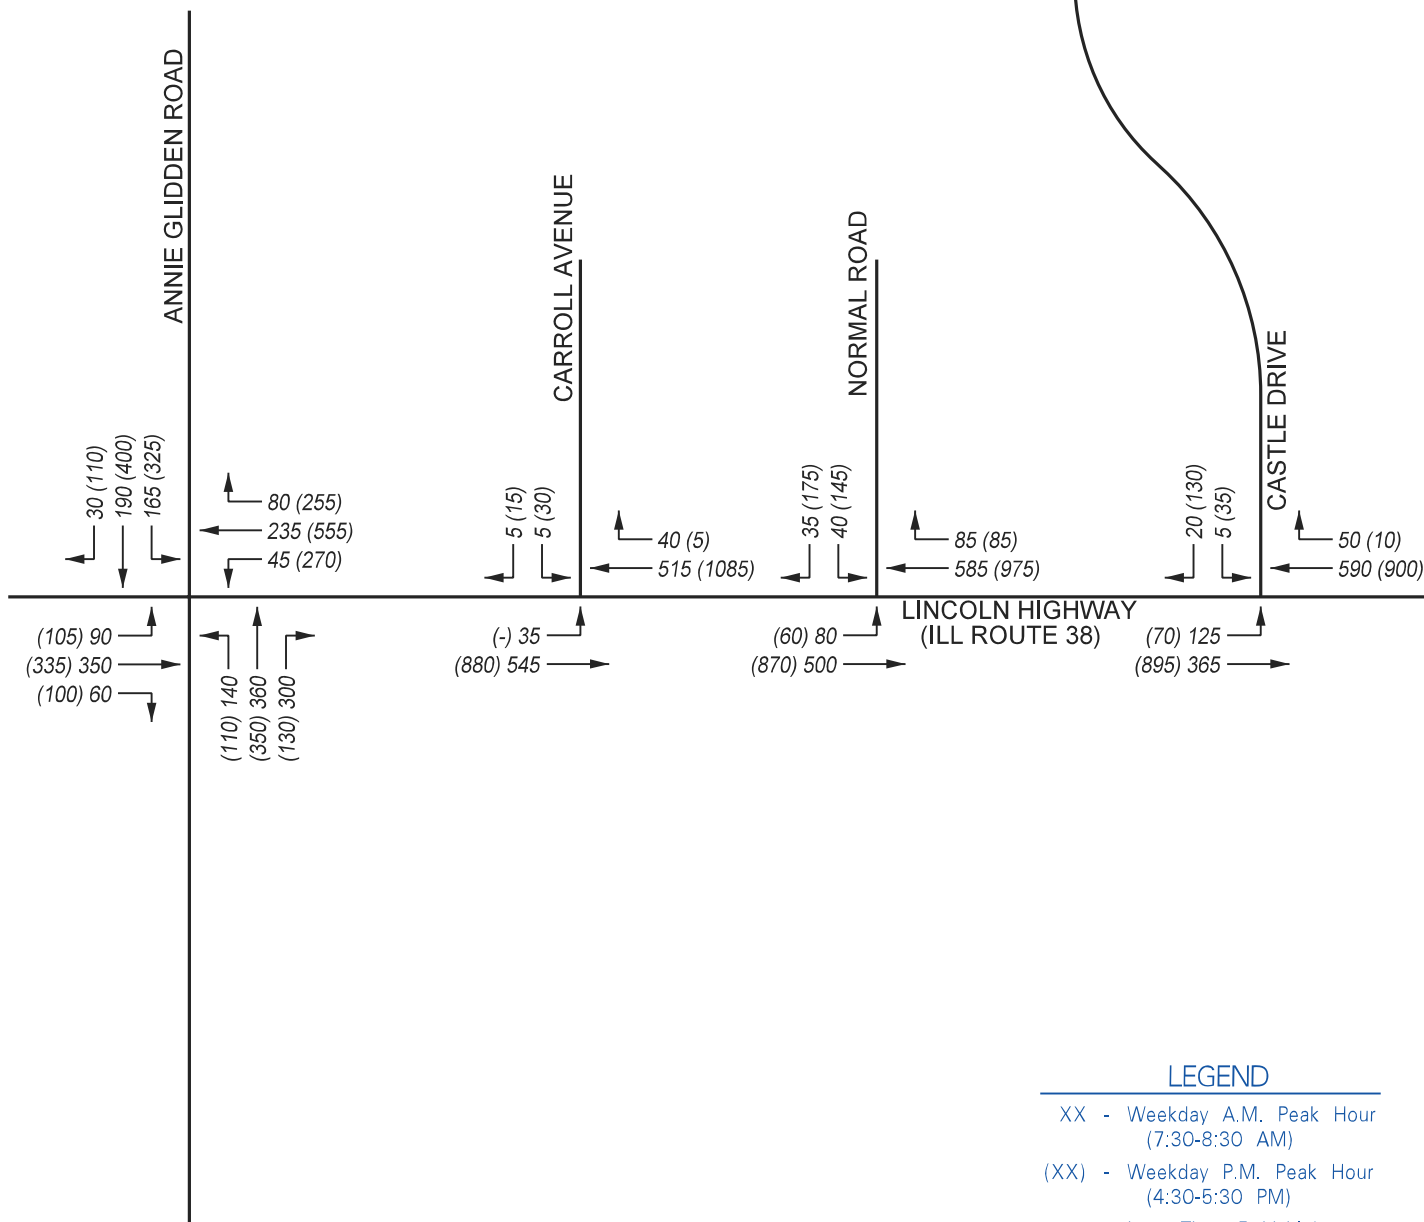 ANNIE GLIDDEN ROAD
CARROLL AVENUE
NORMAL ROAD
CASTLE DRIVE
30 (110)
190 (400)
165 (325)
80 (255)
235 (555)
45 (270)
5 (15)
5 (30)
40 (5)
515 (1085)
35 (175)
40 (145)
85 (85)
585 (975)
20 (130)
5 (35)
50 (10)
590 (900)
LINCOLN HIGHWAY
(ILL ROUTE 38)
(105) 90
(335) 350
(100) 60
(110) 140
(350) 360
(130) 300
(-) 35
(880) 545
(60) 80
(870) 500
(70) 125
(895) 365
LEGEND
XX - Weekday A.M. Peak Hour
(7:30-8:30 AM)
(XX) - Weekday P.M. Peak Hour
(4:30-5:30 PM)